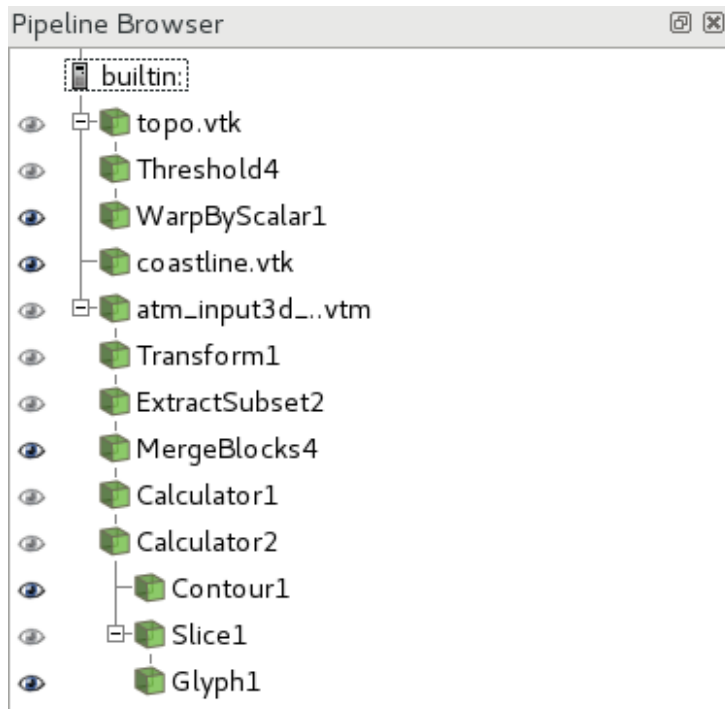 Pipeline Browser
builtin:
topo.vtk
Threshold4
WarpByScalar1
coastline.vtk
atm_input3d_..vtm
Transform1
ExtractSubset2
MergeBlocks4
Calculator1
Calculator2
Contour1
Slice1
Glyph1